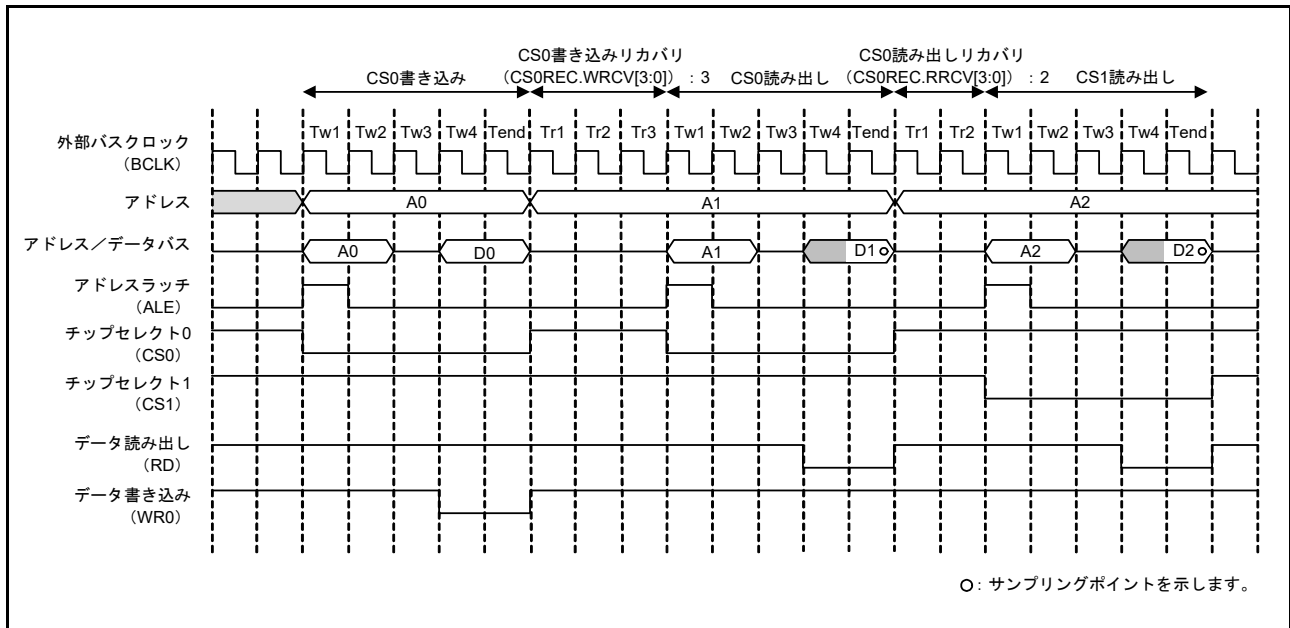 CS0書き込みリカバリ CS0読み出しリカバリ
CS0書き込み （CS0REC.WRCV[3:0]）：3 CS0読み出し （CS0REC.RRCV[3:0]）：2 CS1読み出し
Tw1 Tw2 Tw3 Tw4 Tend Tr1 Tr2 Tr3 Tw1 Tw2 Tw3 Tw4 Tend Tr1 Tr2 Tw1 Tw2 Tw3 Tw4 Tend
外部バスクロック
（BCLK）
アドレス A0 A1 A2
アドレス／データバス A0 D0 A1 D1 A2 D2
アドレスラッチ
（ALE）
チップセレクト0
（CS0）
チップセレクト1
（CS1）
データ読み出し
（RD）
データ書き込み
（WR0）
：サンプリングポイントを示します。